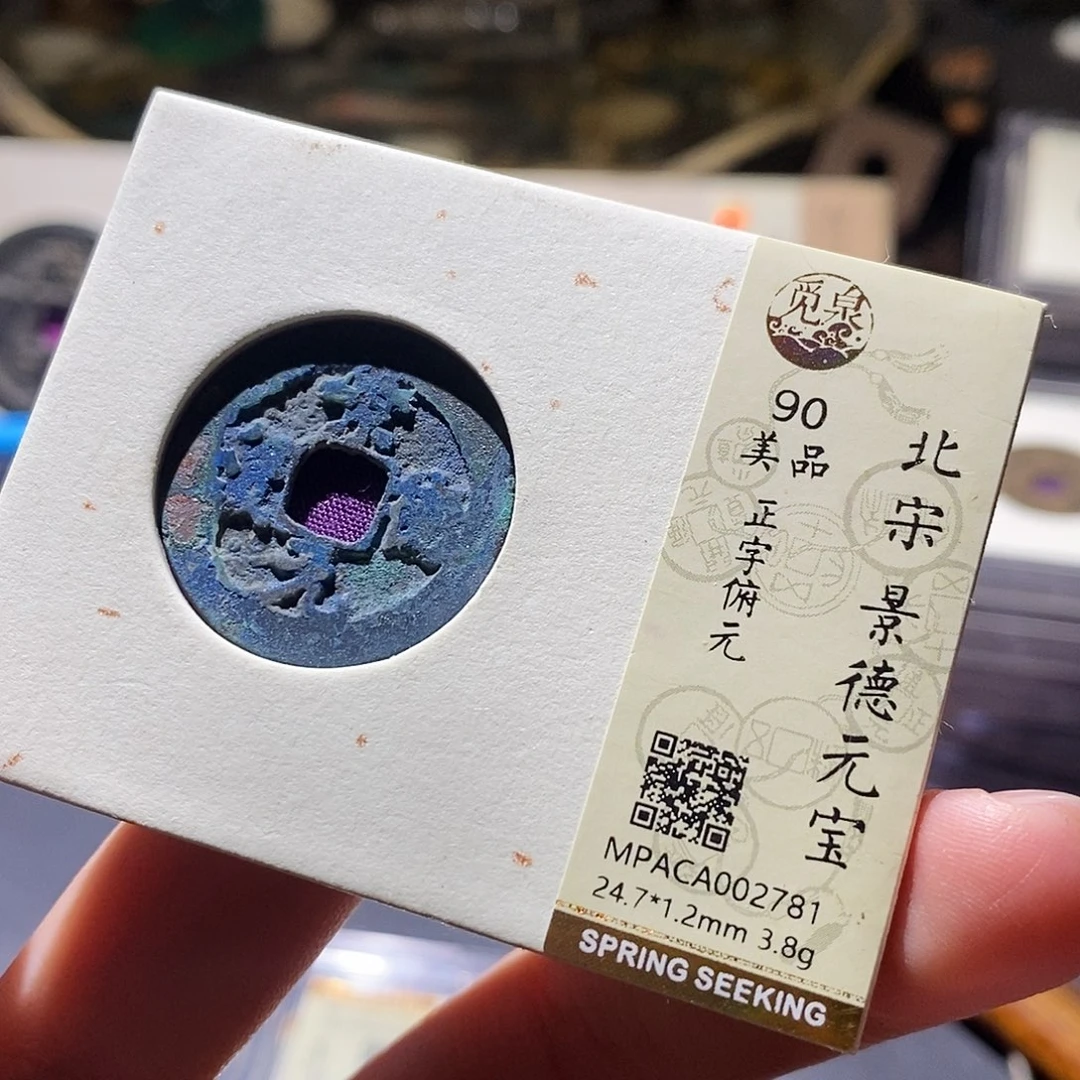 觅泉
90
美品
正字俯元
北宋 景德元宝
MPACA002781
24.7*1.2mm 3.8g
SPRING SEEKING